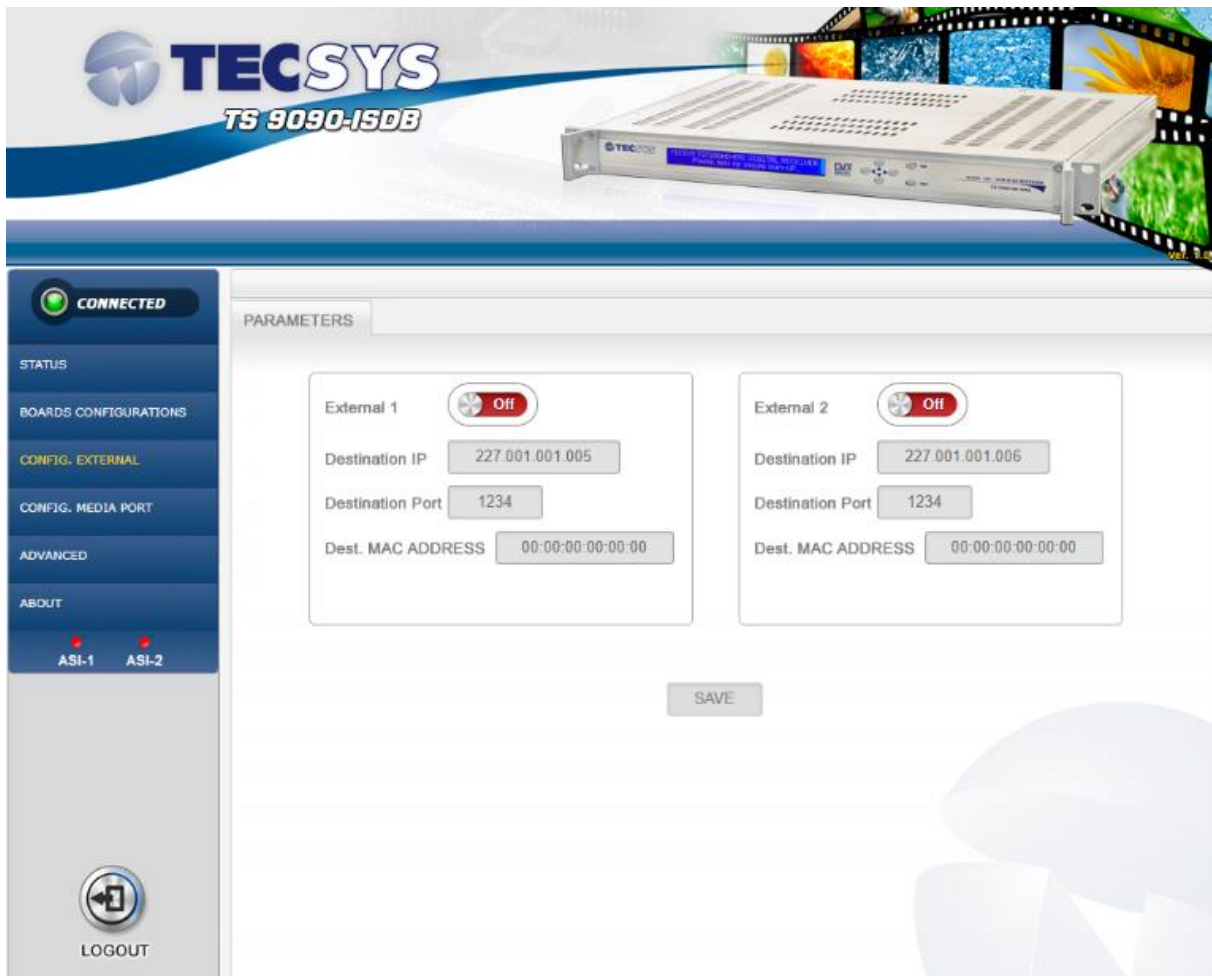 TECSYS
TS 9090-ISDB
TECSYS
CONNECTED
PARAMETERS
STATUS
BOARDS CONFIGURATIONS
CONFIG. EXTERNAL
CONFIG. MEDIA PORT
ADVANCED
ABOUT
ASI-1 ASI-2
LOGOUT
External 1 Off
Destination IP 227.001.001.005
Destination Port 1234
Dest. MAC ADDRESS 00:00:00:00:00:00
External 2 Off
Destination IP 227.001.001.006
Destination Port 1234
Dest. MAC ADDRESS 00:00:00:00:00:00
SAVE